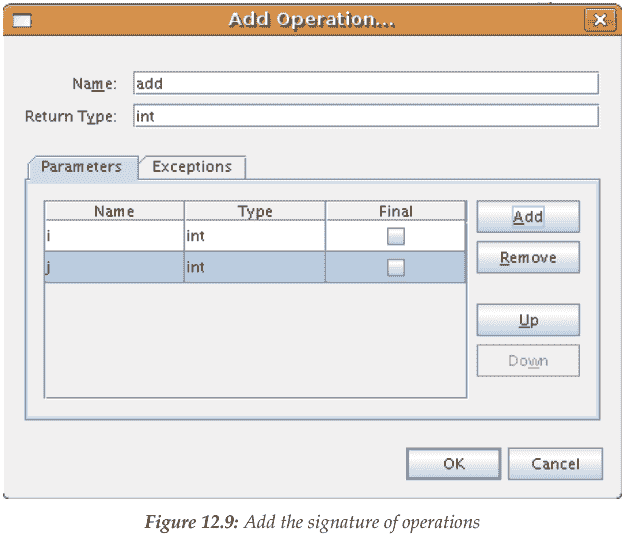 Add Operation...
Name: add
Return Type: int
Parameters Exceptions
Name Type Final
i int
j int
Add
Remove
Up
Down
OK Cancel
Figure 12.9: Add the signature of operations